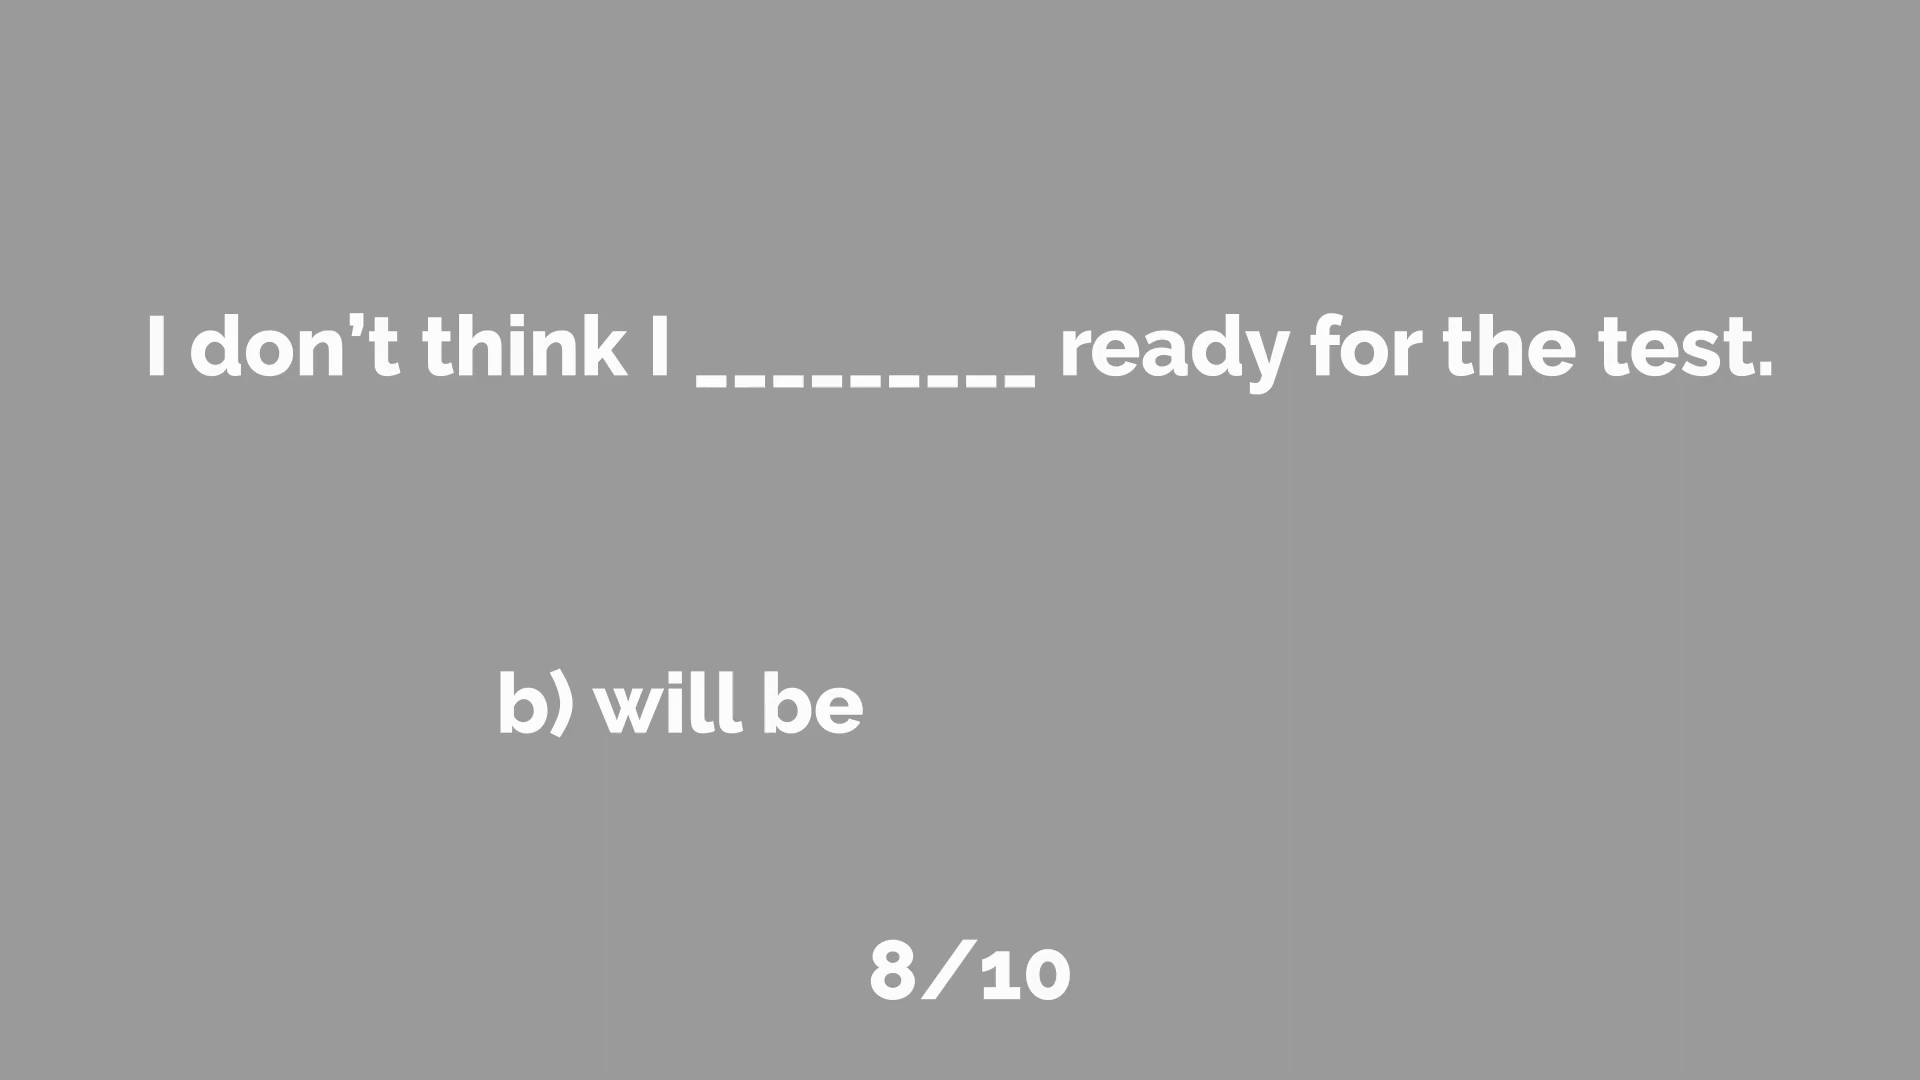 I don’t think I _________ ready for the test.
b) will be
8/10